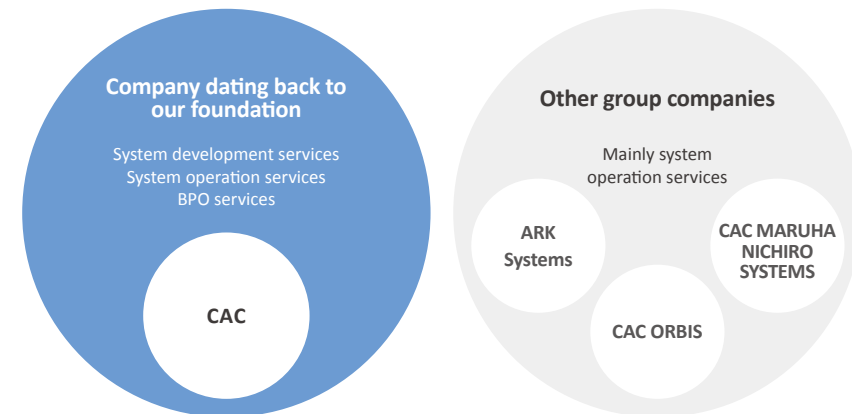 Company dating back to
our foundation
System development services
System operation services
BPO services
CAC
Other group companies
Mainly system
operation services
ARK
Systems
CAC MARUHA
NICHIRO
SYSTEMS
CAC ORBIS